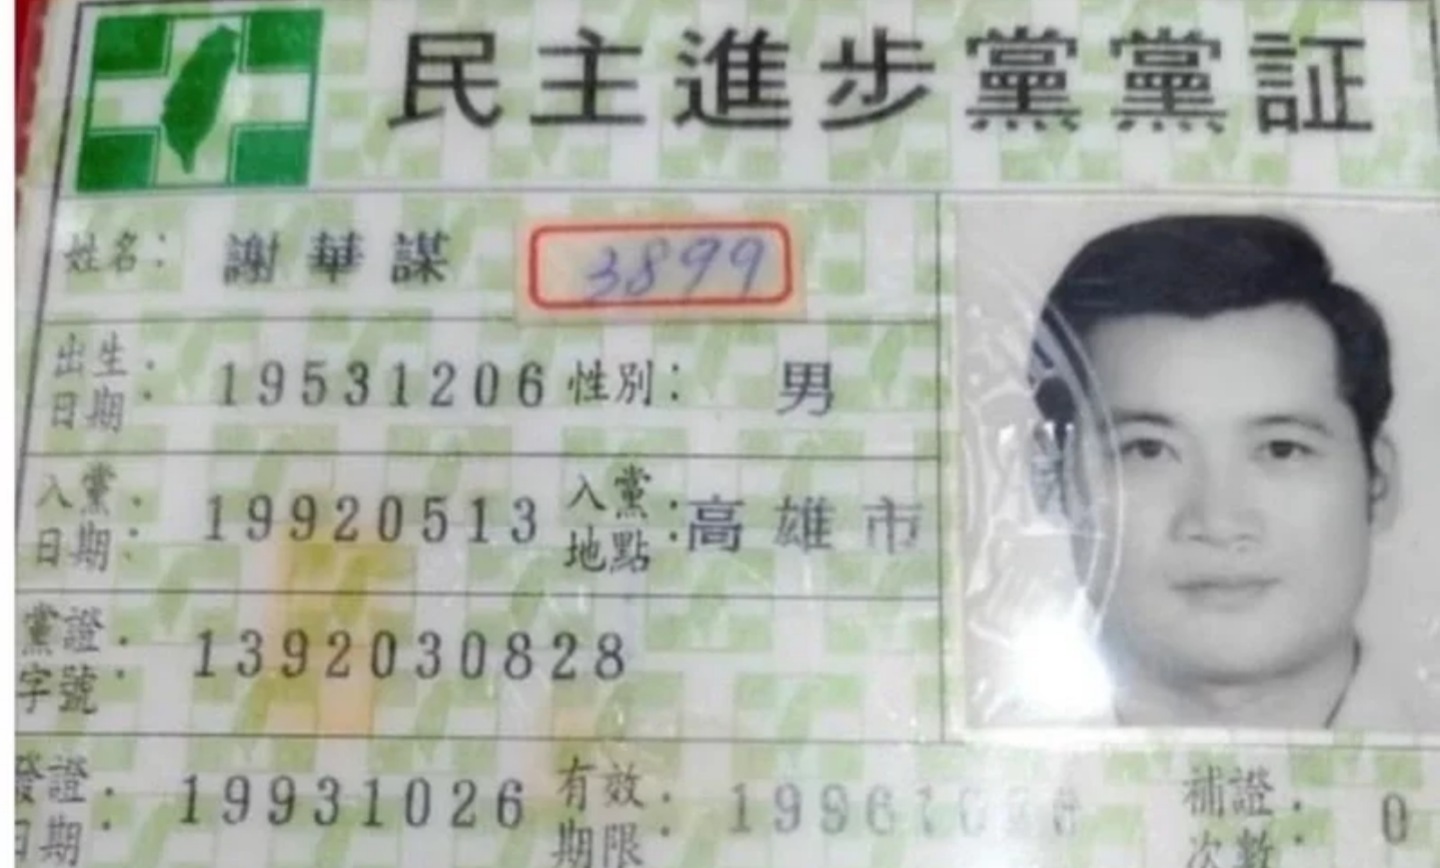 民主進步黨黨証
姓名： 謝華謀 3899
出生日期： 19531206 性別： 男
入黨日期： 19920513 入黨地點： 高雄市
黨證字號： 1392030828
發證日期： 19931026 有效期限： 補證次數： 0